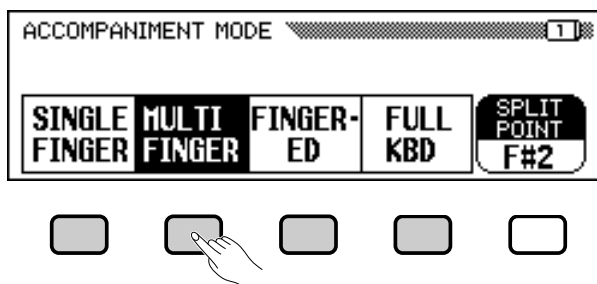 ACCOMPANIMENT MODE 1
SINGLE FINGER
MULTI FINGER
FINGER-
ED
FULL KBD
SPLIT POINT
F#2